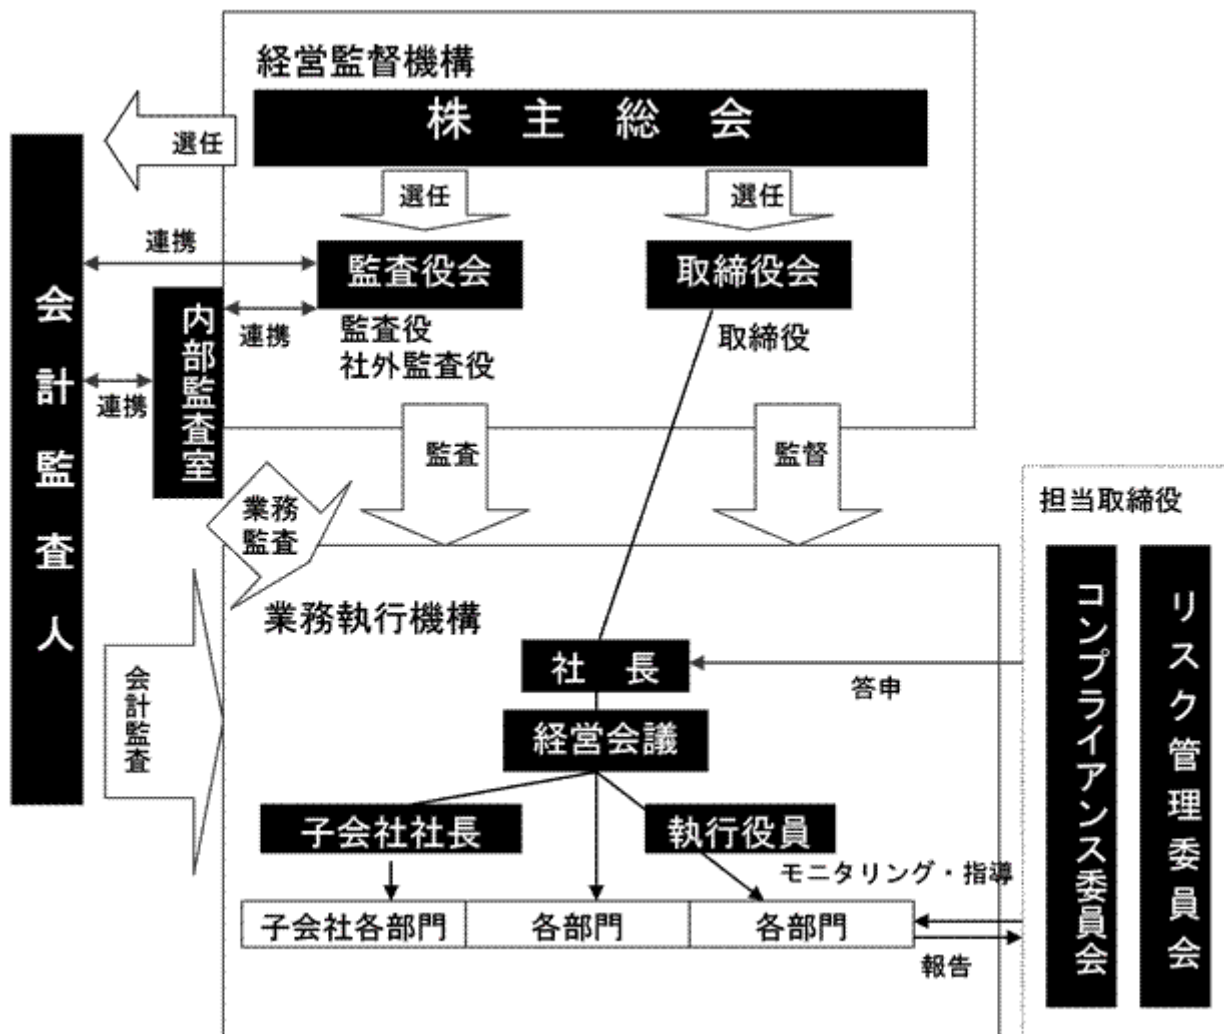 経営監督機構
株主総会
選任
選任
選任
連携
監査役会
取締役会
会計監査人
内部監査室
連携
監査役
社外監査役
取締役
連携
監査
監督
業務
監査
担当取締役
コンプライアンス委員会
リスク管理委員会
業務執行機構
会計監査
社長
答申
経営会議
子会社社長
執行役員
モニタリング・指導
子会社各部門
各部門
各部門
報告